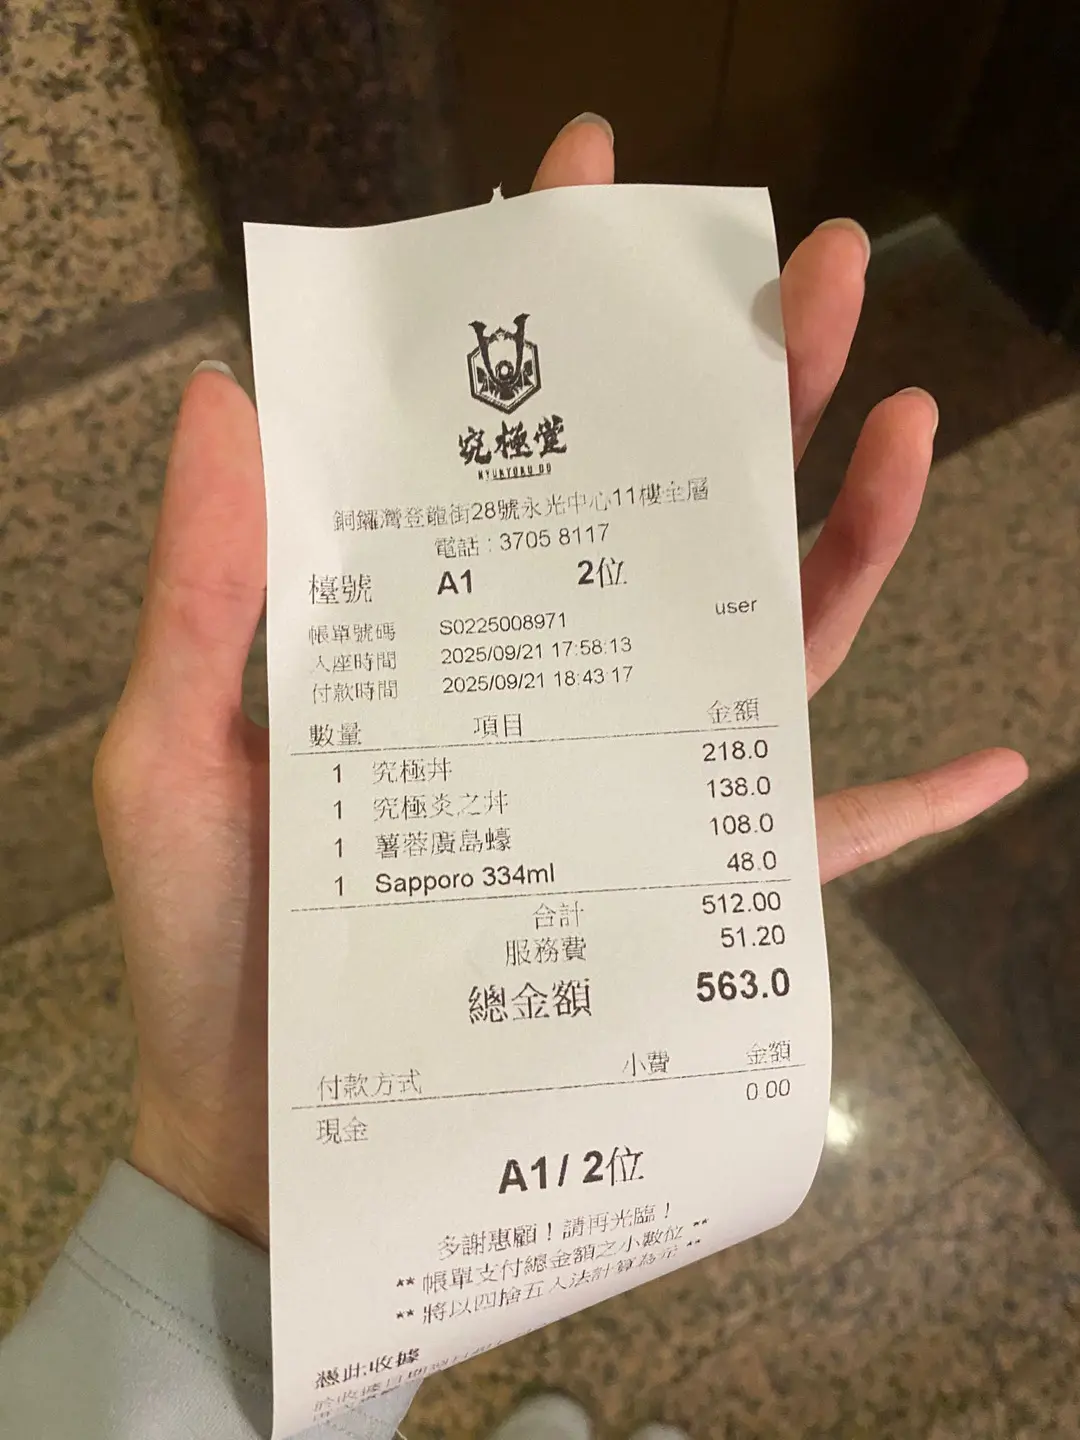 究極堂
KYUKYOKU DO
銅鑼灣登龍街28號永光中心11樓全層
電話：3705 8117
檯號 A1 2位
帳單號碼 S0225008971 user
入座時間 2025/09/21 17:58:13
付款時間 2025/09/21 18:43:17
數量 項目 金額
1 究極丼 218.0
1 究極炎之丼 138.0
1 薯蓉廣島蠔 108.0
1 Sapporo 334ml 48.0
合計 512.00
服務費 51.20
總金額 563.0
付款方式 小費 金額
現金 0.00
A1/ 2位
多謝惠顧！請再光臨！
** 帳單支付總金額之小數位 **
** 將以四捨五入法計算為完 **
憑此收據